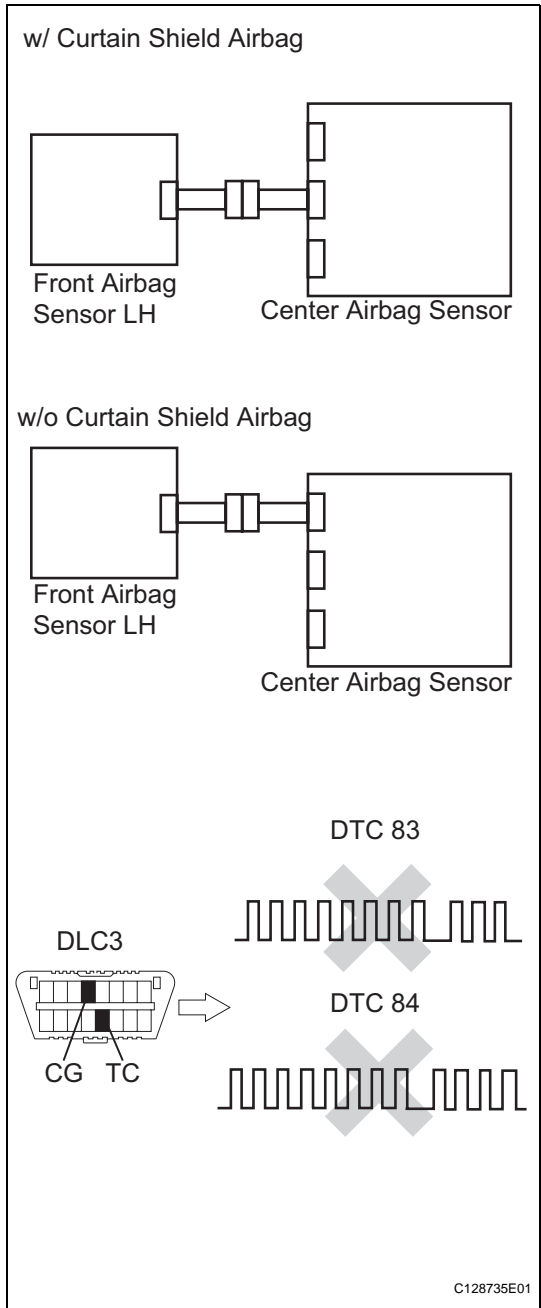 w/ Curtain Shield Airbag
Front Airbag
Sensor LH
Center Airbag Sensor
w/o Curtain Shield Airbag
Front Airbag
Sensor LH
Center Airbag Sensor
DTC 83
DLC3
DTC 84
CG TC
C128735E01